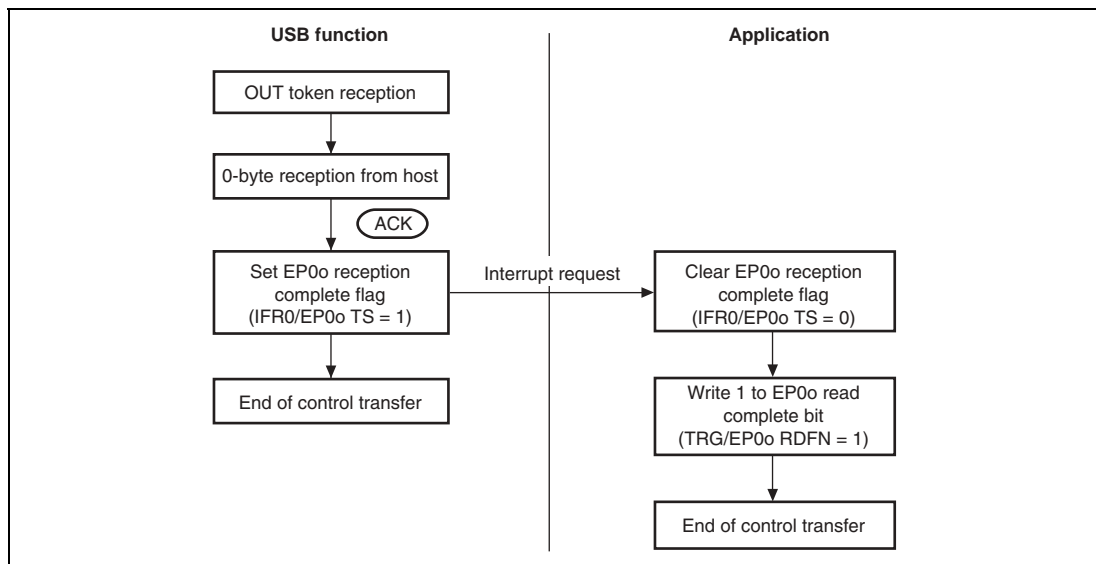 USB function
Application
OUT token reception
0-byte reception from host
ACK
Set EP0o reception
complete flag
(IFR0/EP0o TS = 1)
Interrupt request
Clear EP0o reception
complete flag
(IFR0/EP0o TS = 0)
End of control transfer
Write 1 to EP0o read
complete bit
(TRG/EP0o RDFN = 1)
End of control transfer